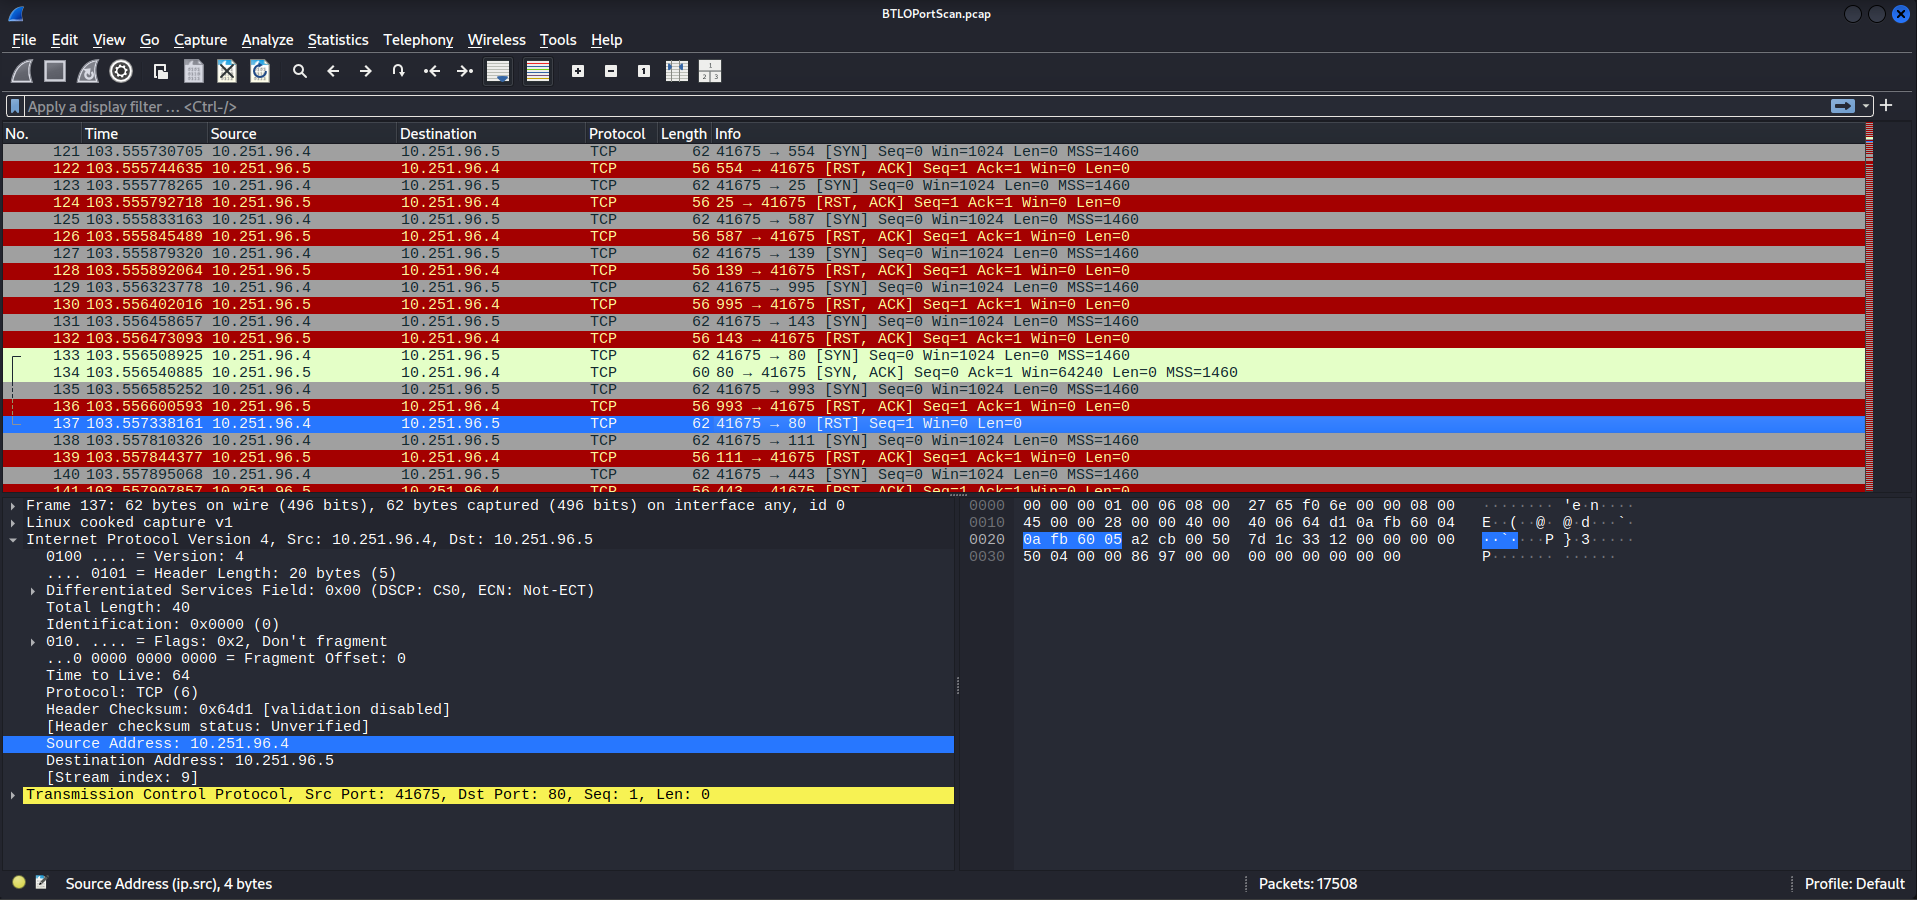 BTLOPortScan.pcap
File Edit View Go Capture Analyze Statistics Telephony Wireless Tools Help
Apply a display filter … <Ctrl-/>
No. Time Source Destination Protocol Length Info
121 103.555730705 10.251.96.4 10.251.96.5 TCP 62 41675 → 554 [SYN] Seq=0 Win=1024 Len=0 MSS=1460
122 103.555744635 10.251.96.5 10.251.96.4 TCP 56 554 → 41675 [RST, ACK] Seq=1 Ack=1 Win=0 Len=0
123 103.555778265 10.251.96.4 10.251.96.5 TCP 62 41675 → 25 [SYN] Seq=0 Win=1024 Len=0 MSS=1460
124 103.555792718 10.251.96.5 10.251.96.4 TCP 56 25 → 41675 [RST, ACK] Seq=1 Ack=1 Win=0 Len=0
125 103.555833163 10.251.96.4 10.251.96.5 TCP 62 41675 → 587 [SYN] Seq=0 Win=1024 Len=0 MSS=1460
126 103.555845489 10.251.96.5 10.251.96.4 TCP 56 587 → 41675 [RST, ACK] Seq=1 Ack=1 Win=0 Len=0
127 103.555879320 10.251.96.4 10.251.96.5 TCP 62 41675 → 139 [SYN] Seq=0 Win=1024 Len=0 MSS=1460
128 103.555892064 10.251.96.5 10.251.96.4 TCP 56 139 → 41675 [RST, ACK] Seq=1 Ack=1 Win=0 Len=0
129 103.556323778 10.251.96.4 10.251.96.5 TCP 62 41675 → 995 [SYN] Seq=0 Win=1024 Len=0 MSS=1460
130 103.556402016 10.251.96.5 10.251.96.4 TCP 56 995 → 41675 [RST, ACK] Seq=1 Ack=1 Win=0 Len=0
131 103.556458657 10.251.96.4 10.251.96.5 TCP 62 41675 → 143 [SYN] Seq=0 Win=1024 Len=0 MSS=1460
132 103.556473093 10.251.96.5 10.251.96.4 TCP 56 143 → 41675 [RST, ACK] Seq=1 Ack=1 Win=0 Len=0
133 103.556508925 10.251.96.4 10.251.96.5 TCP 62 41675 → 80 [SYN] Seq=0 Win=1024 Len=0 MSS=1460
134 103.556540885 10.251.96.5 10.251.96.4 TCP 60 80 → 41675 [SYN, ACK] Seq=0 Ack=1 Win=64240 Len=0 MSS=1460
135 103.556585252 10.251.96.4 10.251.96.5 TCP 62 41675 → 993 [SYN] Seq=0 Win=1024 Len=0 MSS=1460
136 103.556600593 10.251.96.5 10.251.96.4 TCP 56 993 → 41675 [RST, ACK] Seq=1 Ack=1 Win=0 Len=0
137 103.557338161 10.251.96.4 10.251.96.5 TCP 62 41675 → 80 [RST] Seq=1 Win=0 Len=0
138 103.557810326 10.251.96.4 10.251.96.5 TCP 62 41675 → 111 [SYN] Seq=0 Win=1024 Len=0 MSS=1460
139 103.557844377 10.251.96.5 10.251.96.4 TCP 56 111 → 41675 [RST, ACK] Seq=1 Ack=1 Win=0 Len=0
140 103.557895068 10.251.96.4 10.251.96.5 TCP 62 41675 → 443 [SYN] Seq=0 Win=1024 Len=0 MSS=1460
141 103.557907857 10.251.96.5 10.251.96.4 TCP 56 443 → 41675 [RST, ACK] Seq=1 Ack=1 Win=0 Len=0
Frame 137: 62 bytes on wire (496 bits), 62 bytes captured (496 bits) on interface any, id 0
Linux cooked capture v1
Internet Protocol Version 4, Src: 10.251.96.4, Dst: 10.251.96.5
0100 .... = Version: 4
.... 0101 = Header Length: 20 bytes (5)
Differentiated Services Field: 0x00 (DSCP: CS0, ECN: Not-ECT)
Total Length: 40
Identification: 0x0000 (0)
010. .... = Flags: 0x2, Don't fragment
...0 0000 0000 0000 = Fragment Offset: 0
Time to Live: 64
Protocol: TCP (6)
Header Checksum: 0x64d1 [validation disabled]
[Header checksum status: Unverified]
Source Address: 10.251.96.4
Destination Address: 10.251.96.5
[Stream index: 9]
Transmission Control Protocol, Src Port: 41675, Dst Port: 80, Seq: 1, Len: 0
0000 00 00 00 01 00 06 08 00 27 65 f0 6e 00 00 08 00 ········ 'e·n····
0010 45 00 00 28 00 00 40 00 40 06 64 d1 0a fb 60 04 E··(··@· @·d···`·
0020 0a fb 60 05 a2 cb 00 50 7d 1c 33 12 00 00 00 00 ··`····P }·3·····
0030 50 04 00 00 86 97 00 00 00 00 00 00 00 00 P······· ······
Source Address (ip.src), 4 bytes
Packets: 17508
Profile: Default